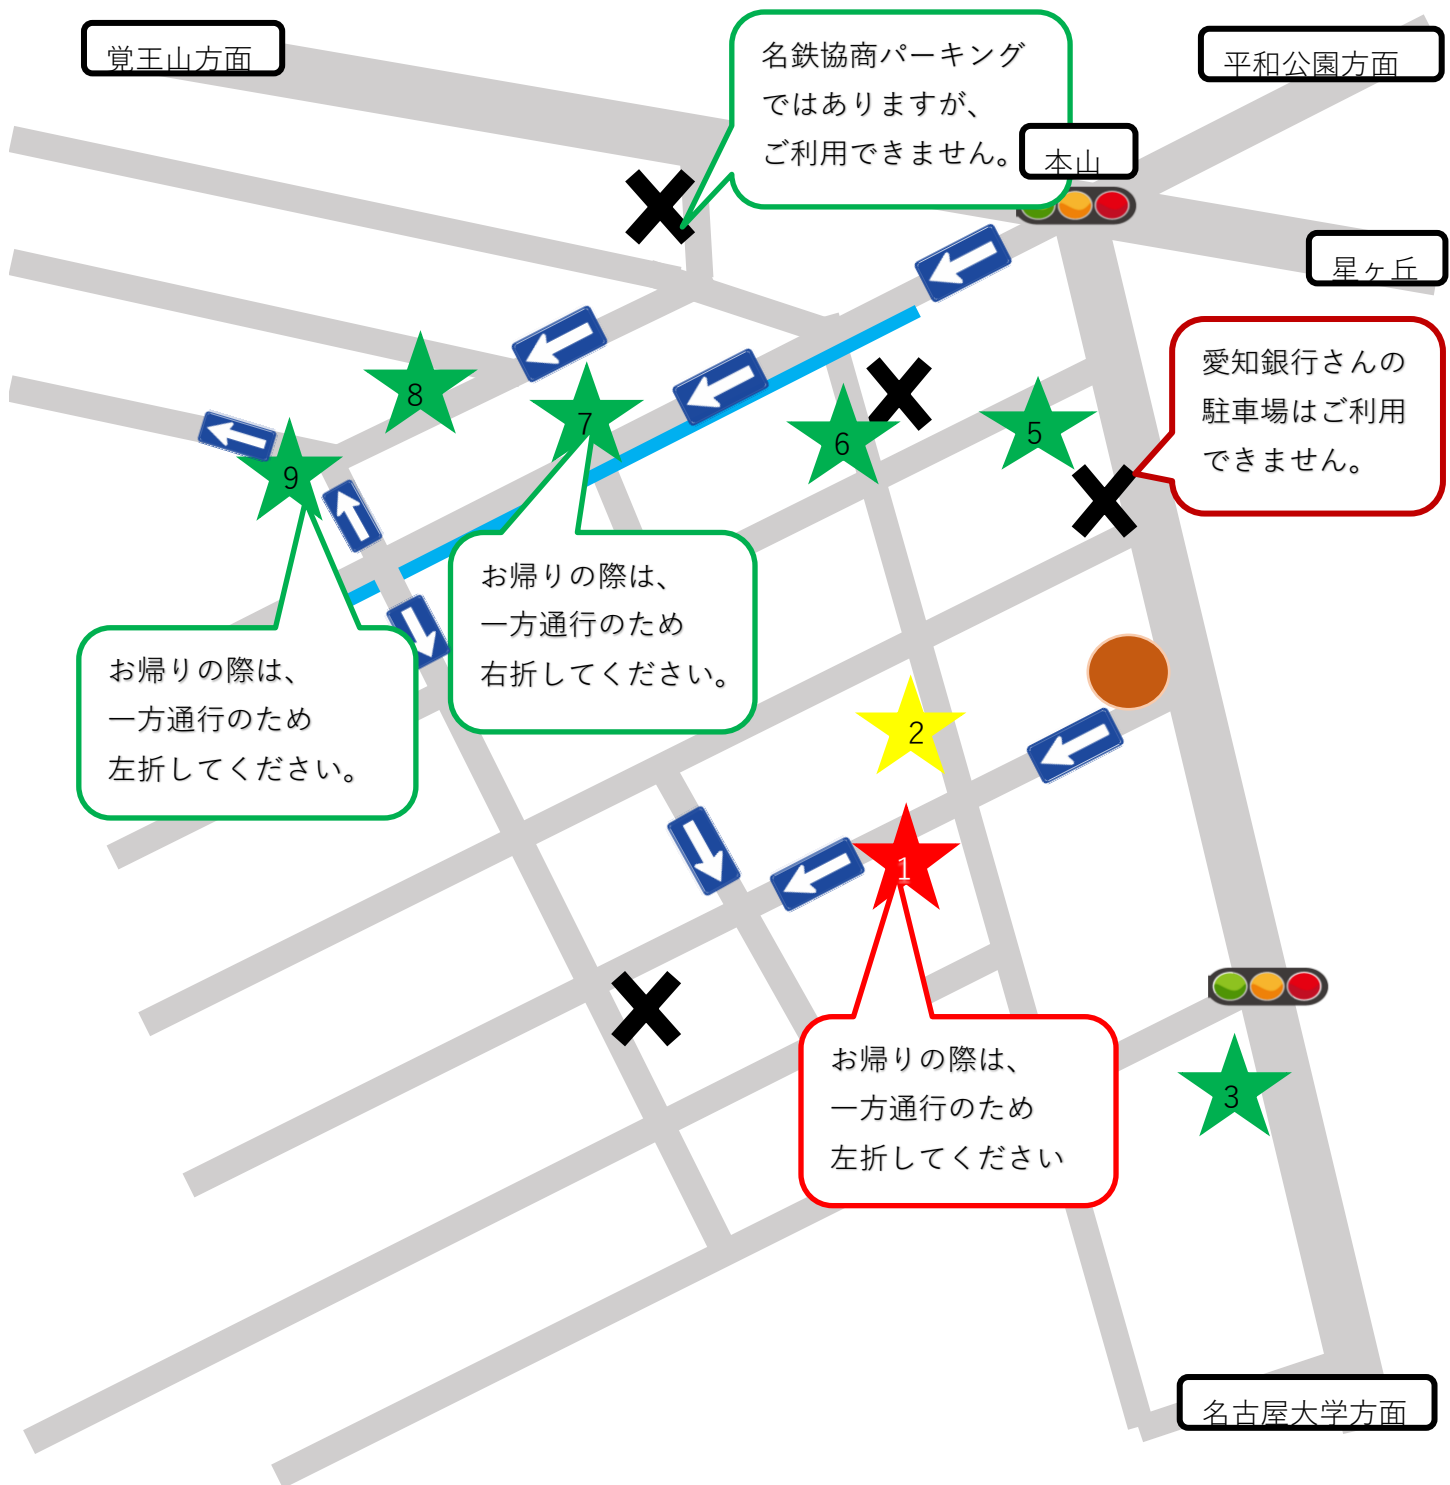 覚王山方面
名鉄協商パーキング
ではありますが、
ご利用できません。
平和公園方面
本山
星ヶ丘
愛知銀行さんの
駐車場はご利用
できません。
8
7
6
5
9
お帰りの際は、
一方通行のため
右折してください。
お帰りの際は、
一方通行のため
左折してください。
2
1
お帰りの際は、
一方通行のため
左折してください
3
名古屋大学方面